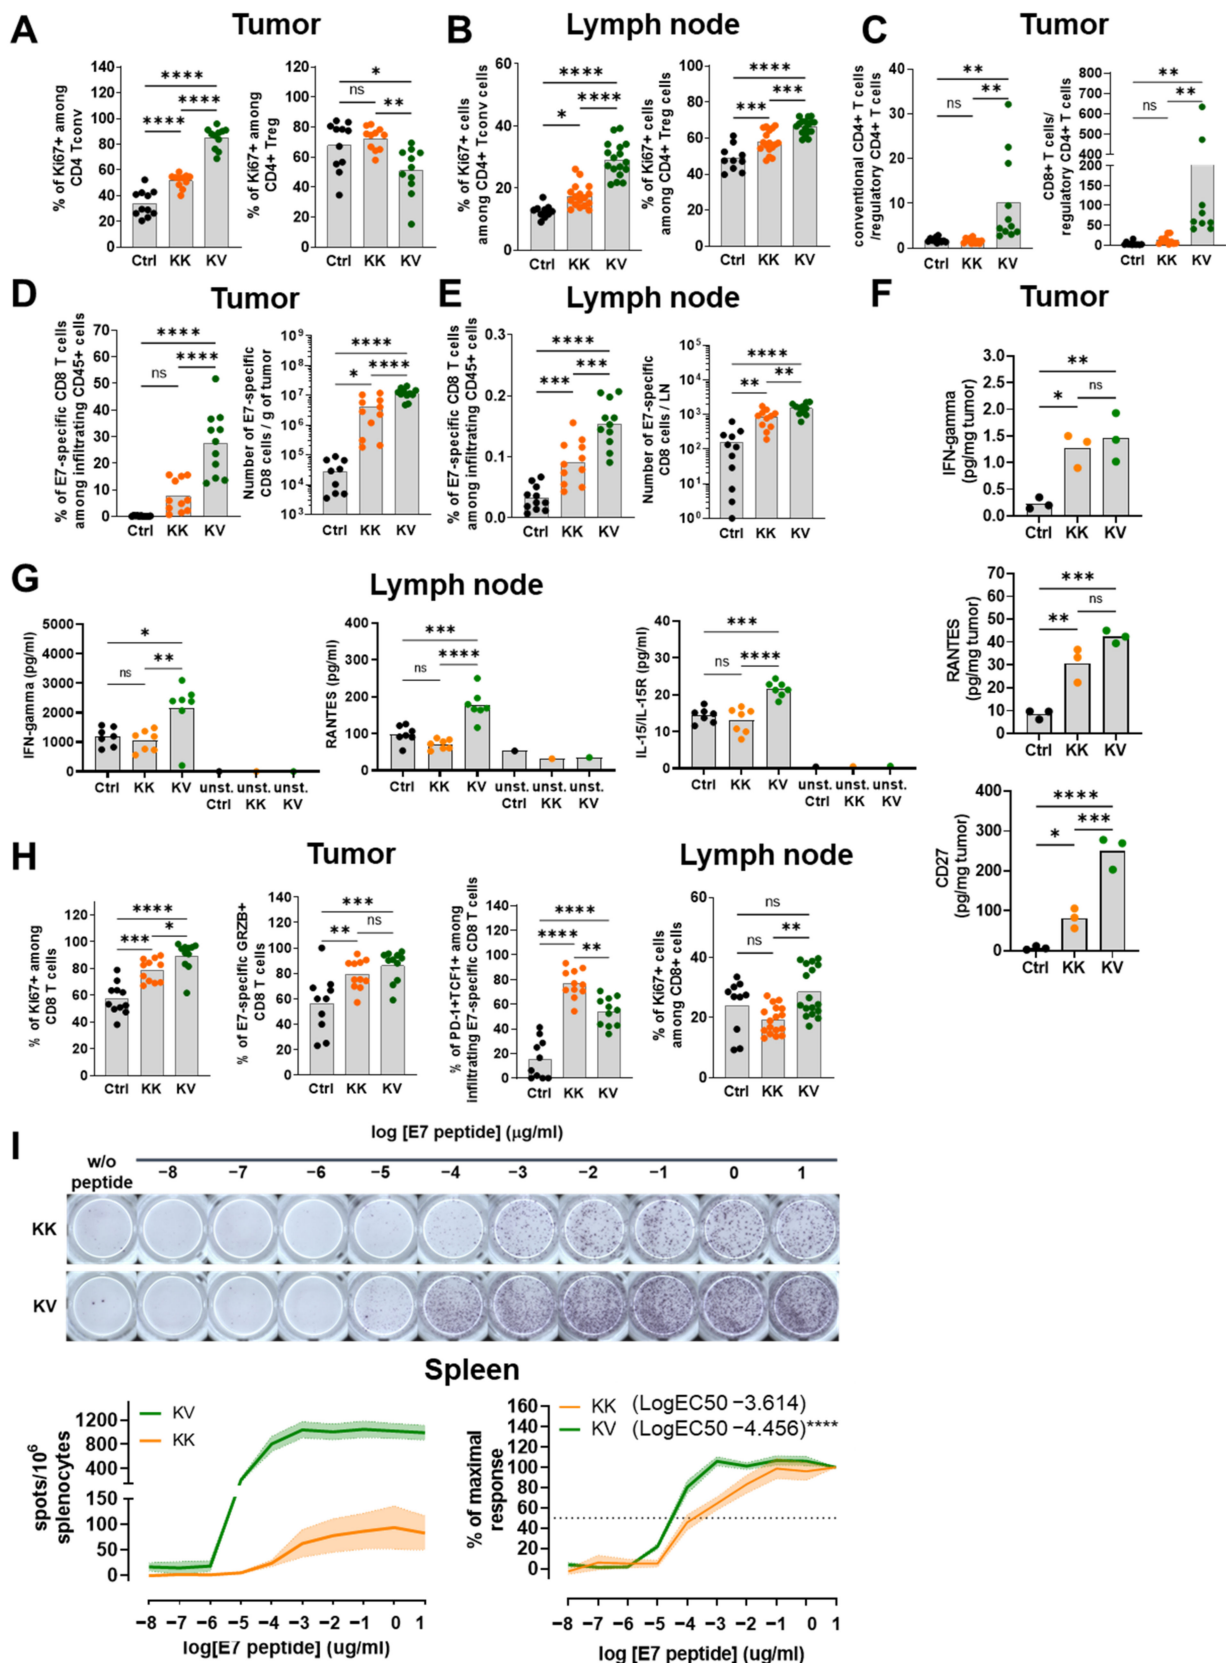 A
Tumor
% of Ki67+ among
CD4 Tconv
140
120
100
80
60
40
20
0
****
****
****
Ctrl
KK
KV
% of Ki67+ among
CD4+ Treg
120
100
80
60
40
20
0
*
ns
**
Ctrl
KK
KV
B
Lymph node
% of Ki67+ cells
among CD4+ Tconv cells
60
40
20
0
****
****
*
Ctrl
KK
KV
% of Ki67+ cells
among CD4+ Treg cells
100
80
60
40
20
0
****
***
***
Ctrl
KK
KV
C
Tumor
conventional CD4+ T cells
/regulatory CD4+ T cells
40
30
20
10
0
**
ns
**
Ctrl
KK
KV
CD8+ T cells/
regulatory CD4+ T cells
800
700
600
500
400
300
200
200
150
100
50
0
**
ns
**
Ctrl
KK
KV
D
Tumor
% of E7-specific CD8 T cells
among infiltrating CD45+ cells
70
60
50
40
30
20
10
0
****
****
ns
Ctrl
KK
KV
Number of E7-specific
CD8 cells / g of tumor
10⁹
10⁸
10⁷
10⁶
10⁵
10⁴
10³
****
****
*
Ctrl
KK
KV
E
Lymph node
% of E7-specific CD8 T cells
among infiltrating CD45+ cells
0.3
0.2
0.1
0.0
****
***
***
Ctrl
KK
KV
Number of E7-specific
CD8 cells / LN
10⁵
10⁴
10³
10²
10¹
10⁰
****
**
**
Ctrl
KK
KV
F
Tumor
IFN-gamma
(pg/mg tumor)
3.0
2.5
2.0
1.5
1.0
0.5
0.0
**
*
ns
Ctrl
KK
KV
RANTES
(pg/mg tumor)
70
60
50
40
30
20
10
0
***
**
ns
Ctrl
KK
KV
CD27
(pg/mg tumor)
400
300
200
100
0
****
***
*
Ctrl
KK
KV
G
Lymph node
IFN-gamma (pg/ml)
5000
4000
3000
2000
1000
0
*
ns
**
Ctrl
KK
KV
unst. Ctrl
unst. KK
unst. KV
RANTES (pg/ml)
400
300
200
100
0
***
ns
****
Ctrl
KK
KV
unst. Ctrl
unst. KK
unst. KV
IL-15/IL-15R (pg/ml)
40
30
20
10
0
***
ns
****
Ctrl
KK
KV
unst. Ctrl
unst. KK
unst. KV
H
Tumor
Lymph node
% of Ki67+ among
CD8 T cells
120
100
80
60
40
20
0
****
***
*
Ctrl
KK
KV
% of E7-specific GRZB+
CD8 T cells
140
120
100
80
60
40
20
0
***
**
ns
Ctrl
KK
KV
% of PD-1+TCF1+ among
infiltrating E7-specific CD8 T cells
140
120
100
80
60
40
20
0
****
****
**
Ctrl
KK
KV
% of Ki67+ cells
among CD8+ cells
60
40
20
0
ns
ns
**
Ctrl
KK
KV
I
log [E7 peptide] (µg/ml)
w/o peptide
−8
−7
−6
−5
−4
−3
−2
−1
0
1
KK
KV
Spleen
spots/10⁶
splenocytes
1200
800
400
150
100
50
0
KV
KK
−8
−7
−6
−5
−4
−3
−2
−1
0
1
log[E7 peptide] (ug/ml)
% of maximal
response
160
140
120
100
80
60
40
20
0
KK (LogEC50 −3.614)
KV (LogEC50 −4.456)****
−8
−7
−6
−5
−4
−3
−2
−1
0
1
log [E7 peptide] (ug/ml)